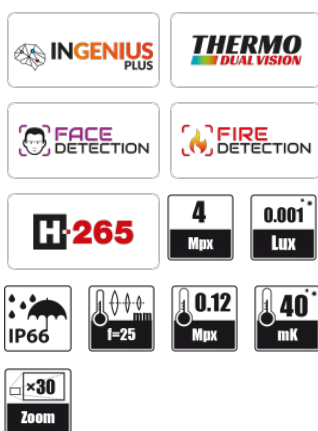 INGENIUS
PLUS
THERMO
DUAL VISION
FACE
DETECTION
FIRE
DETECTION
H·265
4
Mpx
0.001**
Lux
IP66
mm
f=25
0.12
Mpx
40**
mK
×30
Zoom